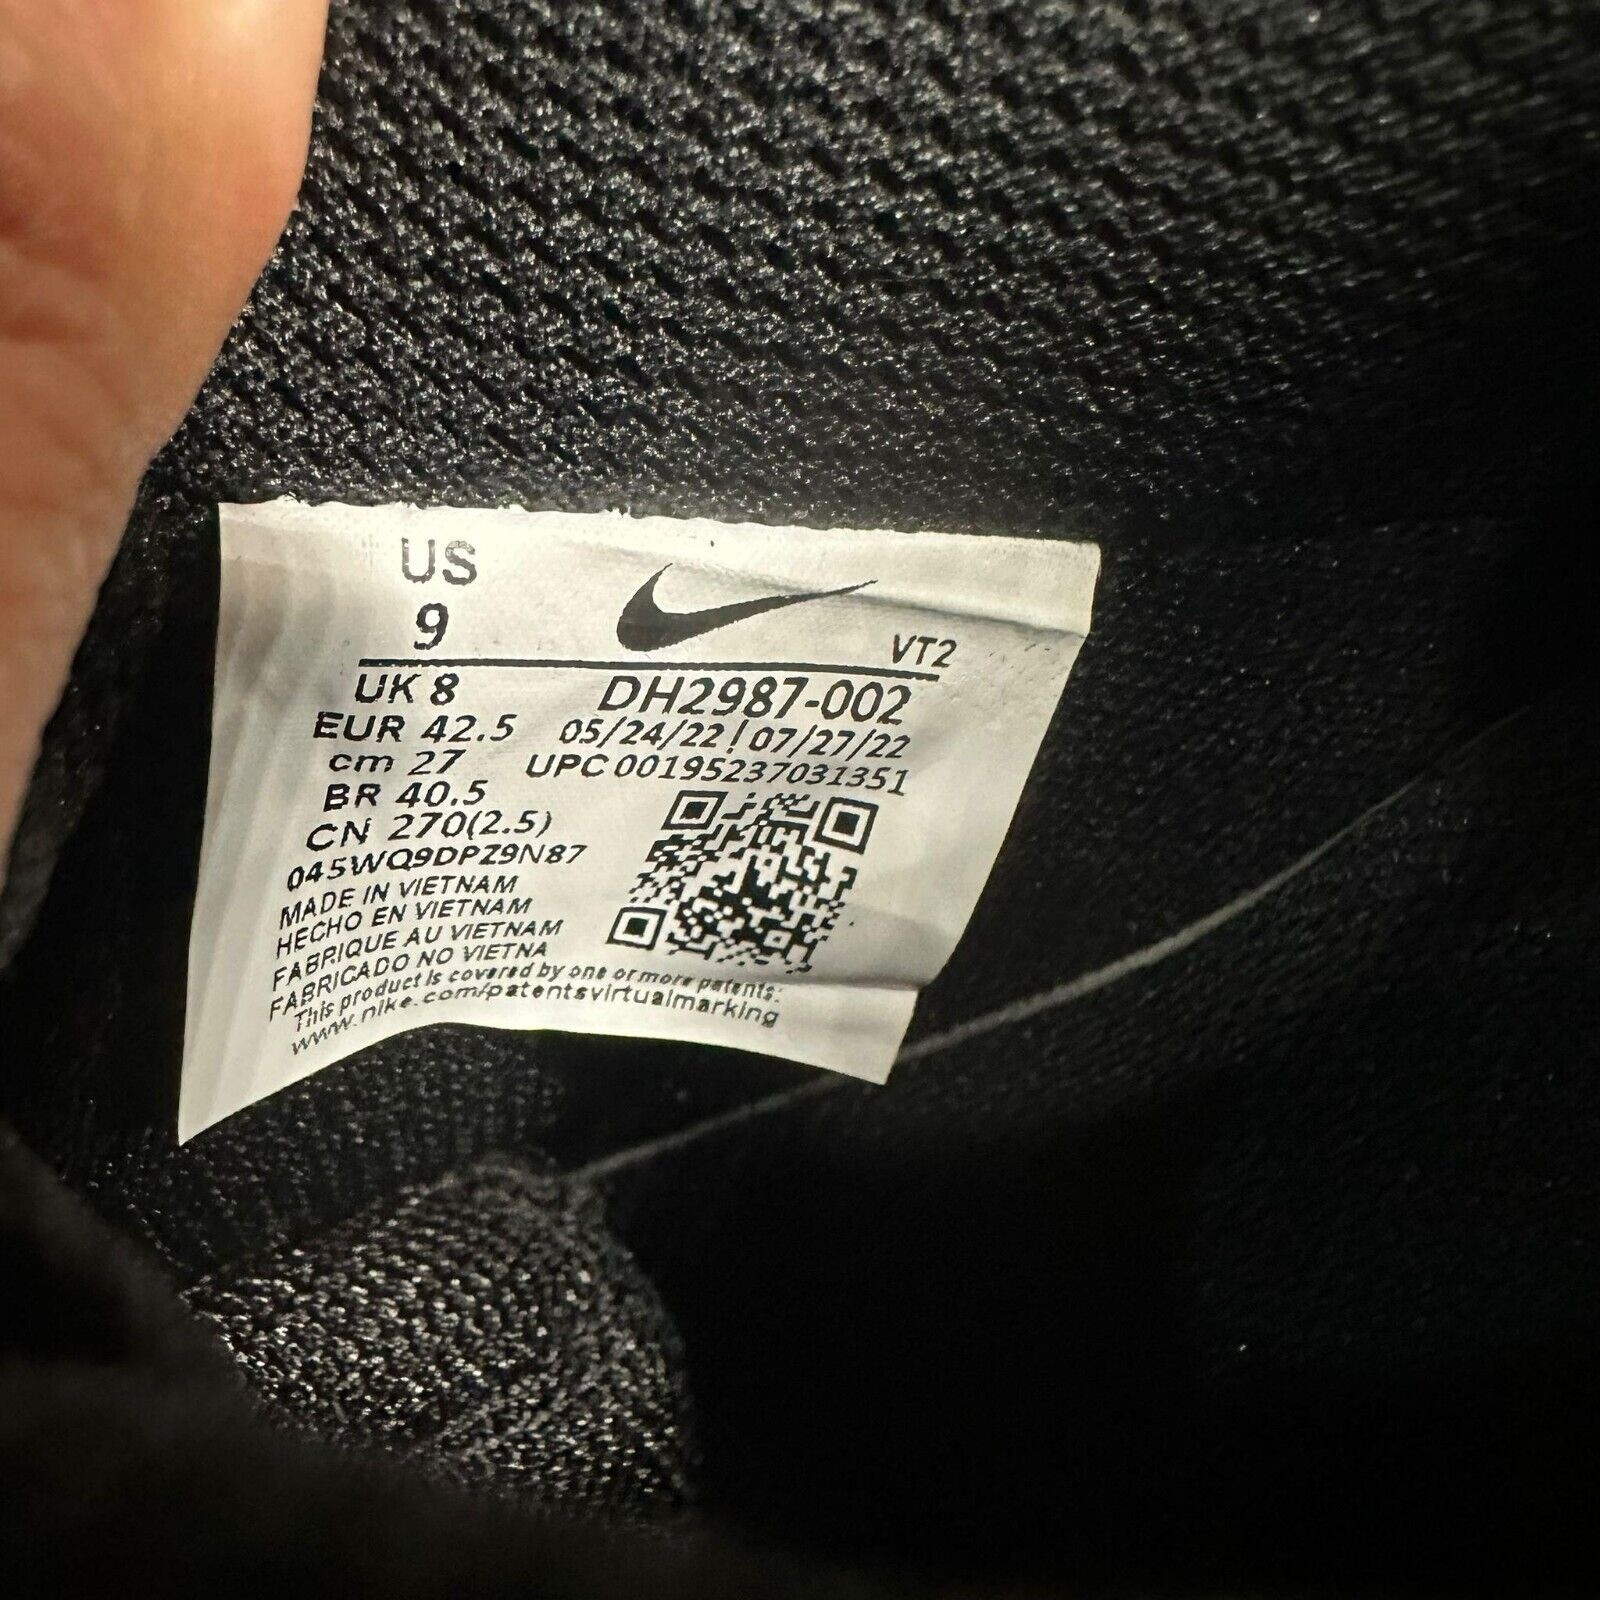 US
9
VT2
UK 8
DH2987-002
EUR 42.5
05/24/22! 07/27/22
cm 27
UPC 00195237031351
BR 40.5
CN 270(2.5)
045WQ9DPZ9N87
MADE IN VIETNAM
HECHO EN VIETNAM
FABRIQUE AU VIETNAM
FABRICADO NO VIETNA
This product is covered by one or more patents:
www.nike.com/patentsvirtualmarking